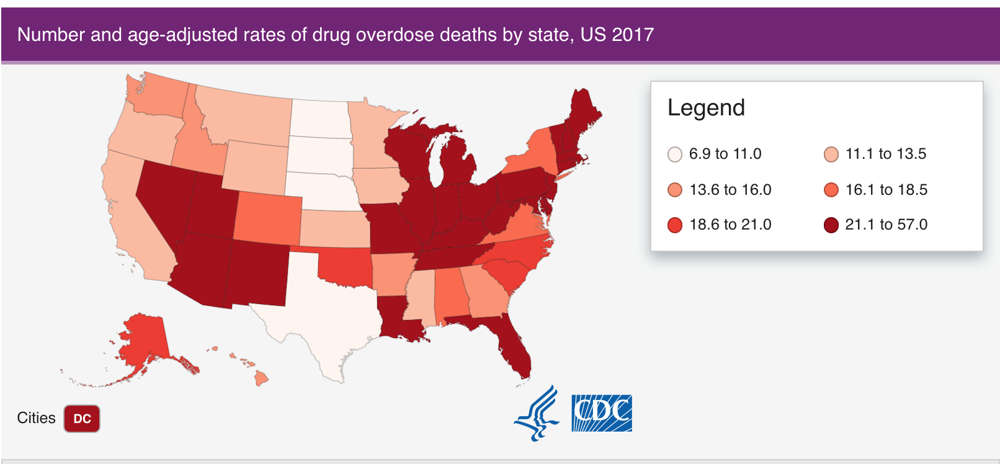 Number and age-adjusted rates of drug overdose deaths by state, US 2017
Legend
6.9 to 11.0
11.1 to 13.5
13.6 to 16.0
16.1 to 18.5
18.6 to 21.0
21.1 to 57.0
Cities DC
CDC